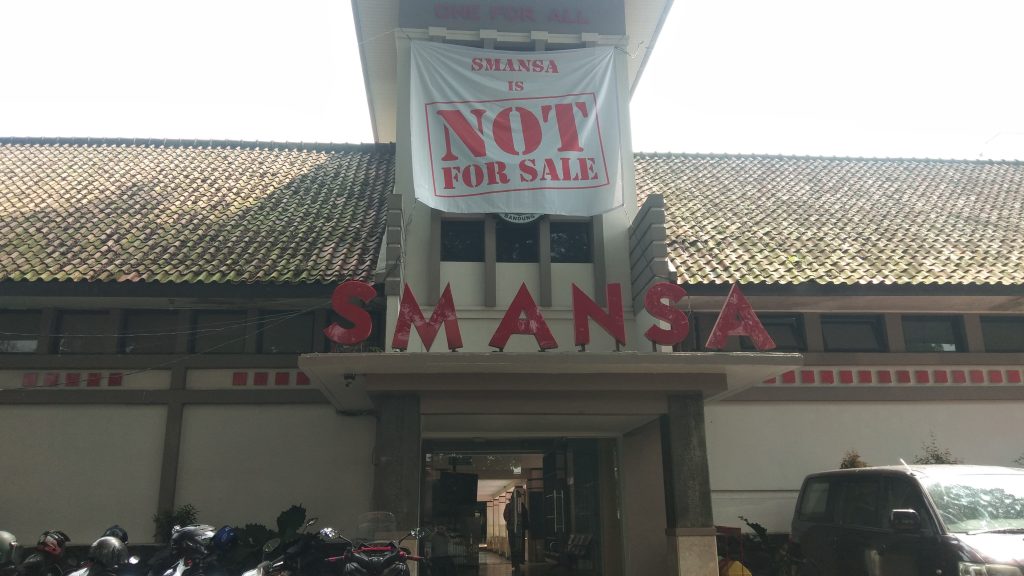 ONE FOR ALL
SMANSA
IS
NOT
FOR SALE
BANDUNG
SMANSA